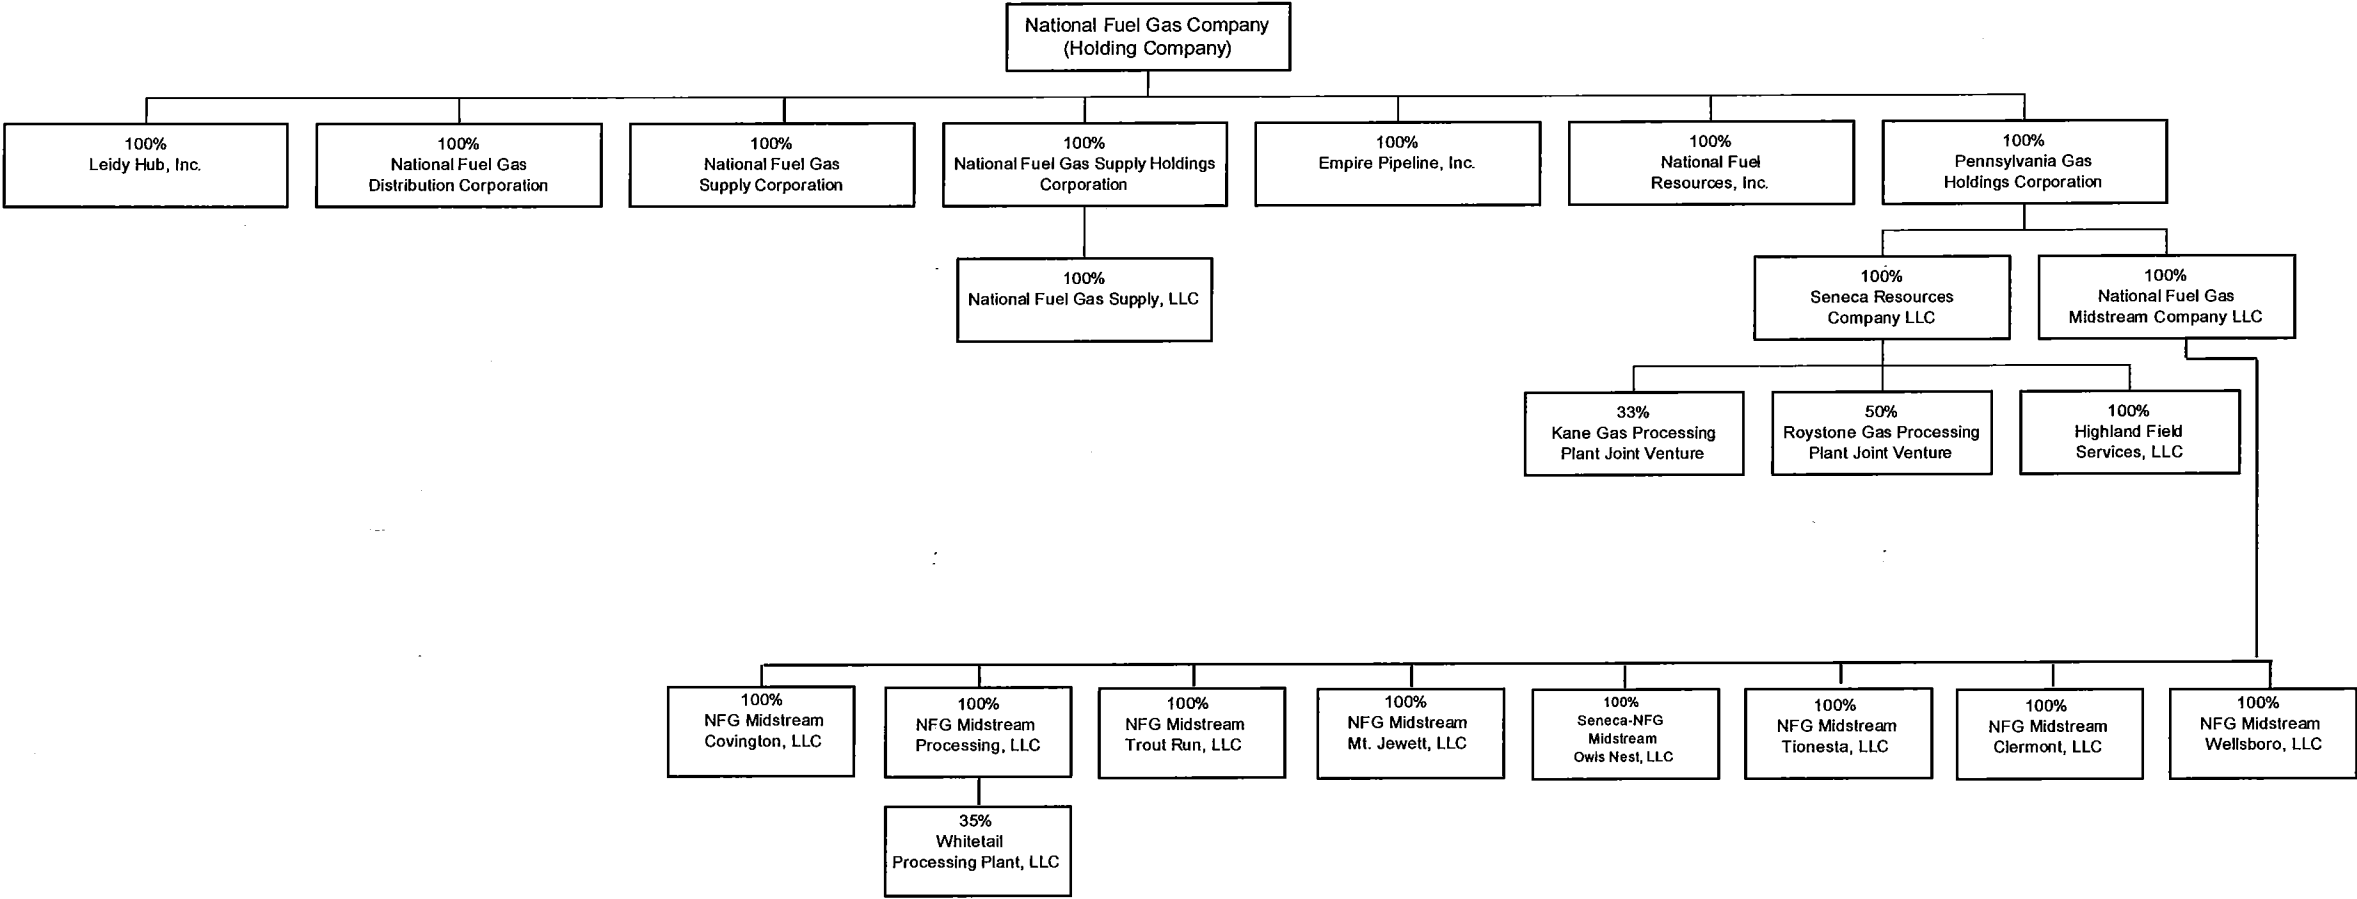 National Fuel Gas Company
(Holding Company)
100%
Leidy Hub, Inc.
100%
National Fuel Gas
Distribution Corporation
100%
National Fuel Gas
Supply Corporation
100%
National Fuel Gas Supply Holdings
Corporation
100%
Empire Pipeline, Inc.
100%
National Fuel
Resources, Inc.
100%
Pennsylvania Gas
Holdings Corporation
100%
National Fuel Gas Supply, LLC
100%
Seneca Resources
Company LLC
100%
National Fuel Gas
Midstream Company LLC
33%
Kane Gas Processing
Plant Joint Venture
50%
Roystone Gas Processing
Plant Joint Venture
100%
Highland Field
Services, LLC
100%
NFG Midstream
Covington, LLC
100%
NFG Midstream
Processing, LLC
100%
NFG Midstream
Trout Run, LLC
100%
NFG Midstream
Mt. Jewett, LLC
100%
Seneca-NFG
Midstream
Owls Nest, LLC
100%
NFG Midstream
Tionesta, LLC
100%
NFG Midstream
Clermont, LLC
100%
NFG Midstream
Wellsboro, LLC
35%
Whitetail
Processing Plant, LLC